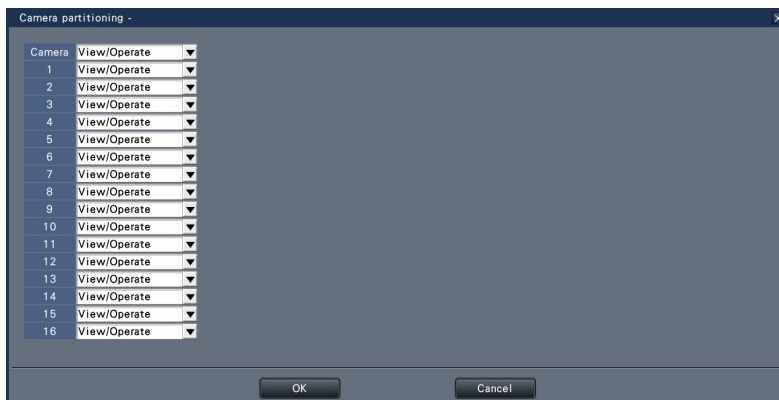 Camera partitioning -
Camera View/Operate
1 View/Operate
2 View/Operate
3 View/Operate
4 View/Operate
5 View/Operate
6 View/Operate
7 View/Operate
8 View/Operate
9 View/Operate
10 View/Operate
11 View/Operate
12 View/Operate
13 View/Operate
14 View/Operate
15 View/Operate
16 View/Operate
OK Cancel